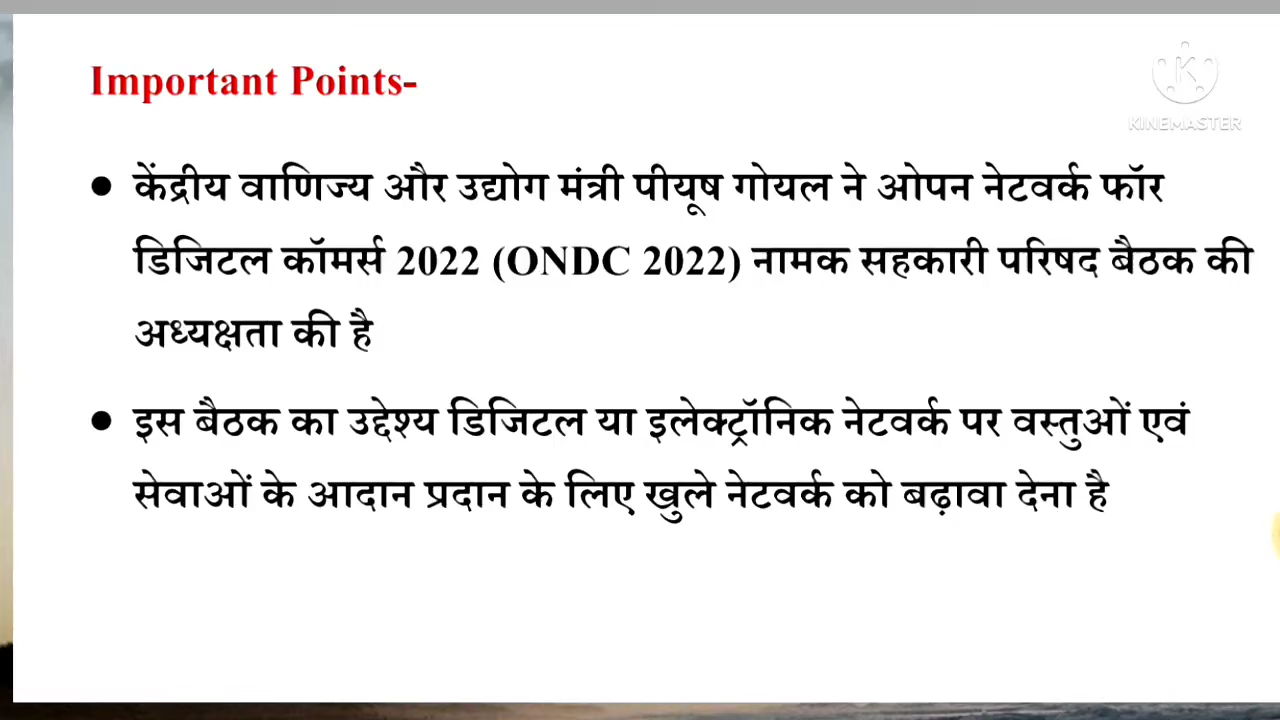 Important Points-
KINEMASTER
• केंद्रीय वाणिज्य और उद्योग मंत्री पीयूष गोयल ने ओपन नेटवर्क फॉर
डिजिटल कॉमर्स 2022 (ONDC 2022) नामक सहकारी परिषद बैठक की
अध्यक्षता की है
• इस बैठक का उद्देश्य डिजिटल या इलेक्ट्रॉनिक नेटवर्क पर वस्तुओं एवं
सेवाओं के आदान प्रदान के लिए खुले नेटवर्क को बढ़ावा देना है